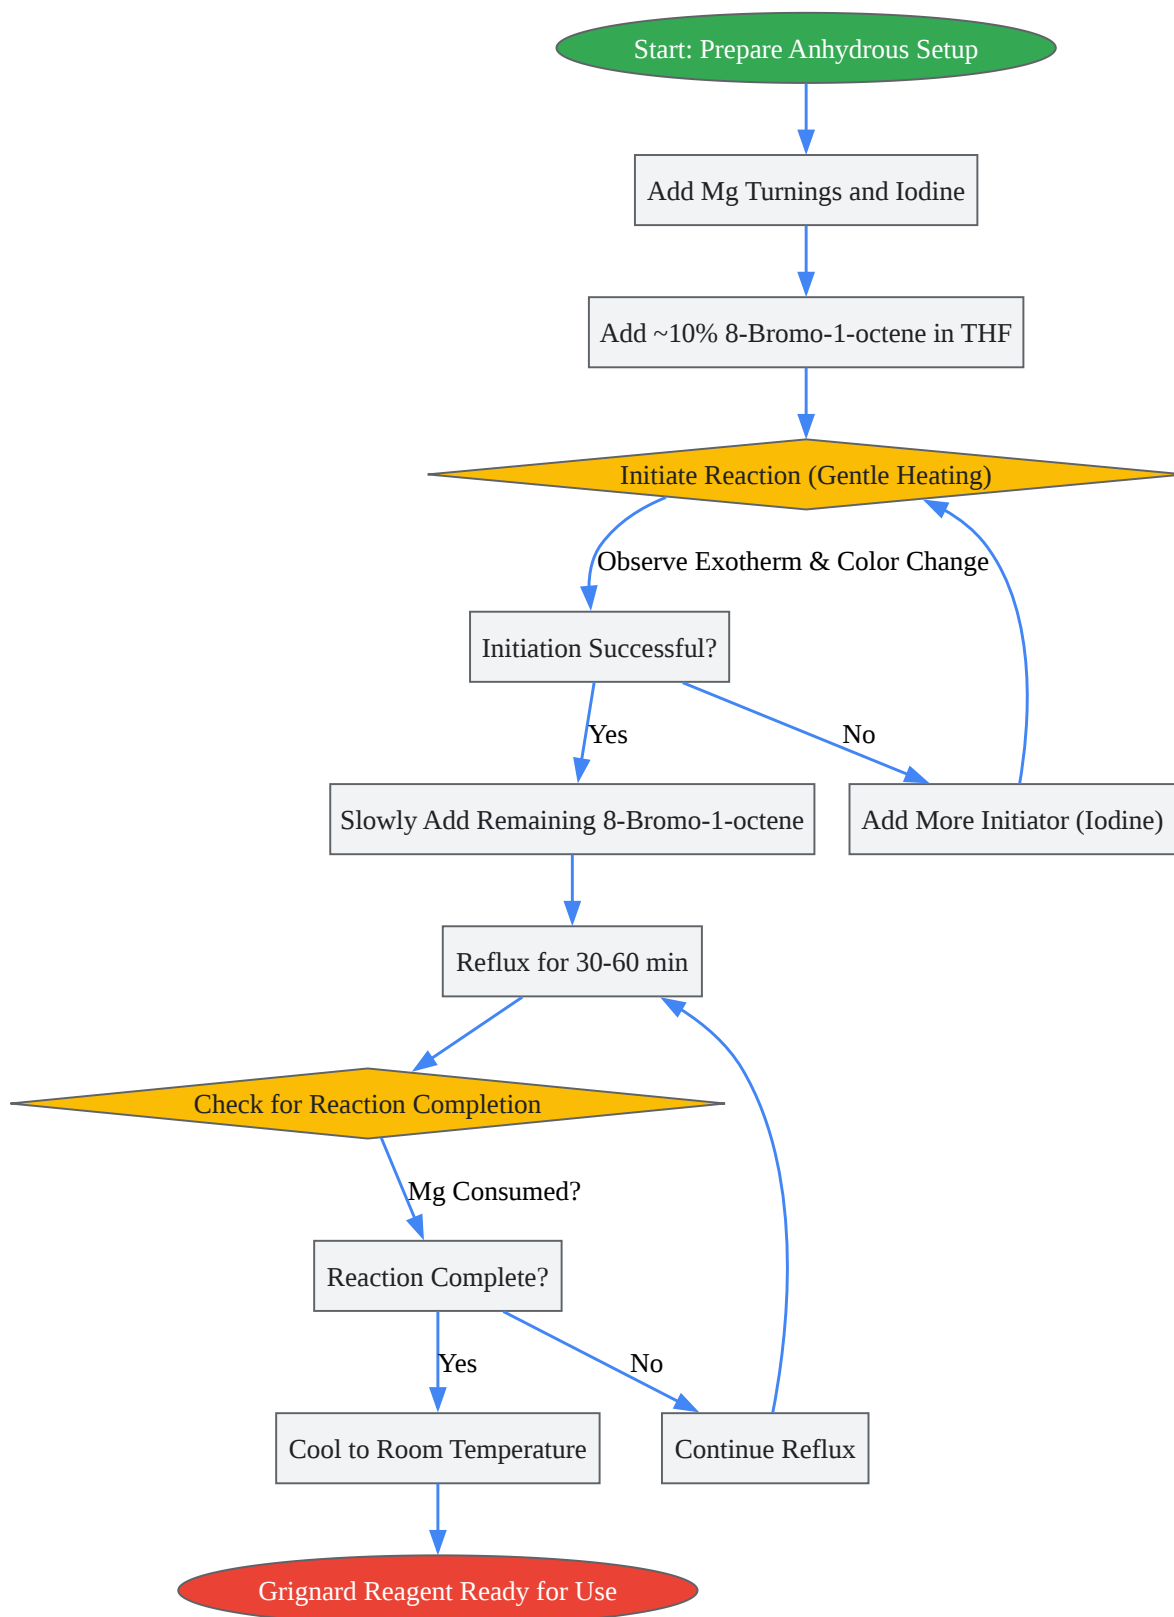 Start: Prepare Anhydrous Setup
Add Mg Turnings and Iodine
Add ~10% 8-Bromo-1-octene in THF
Initiate Reaction (Gentle Heating)
Observe Exotherm & Color Change
Initiation Successful?
Yes
No
Slowly Add Remaining 8-Bromo-1-octene
Add More Initiator (Iodine)
Reflux for 30-60 min
Check for Reaction Completion
Mg Consumed?
Reaction Complete?
Yes
No
Cool to Room Temperature
Continue Reflux
Grignard Reagent Ready for Use